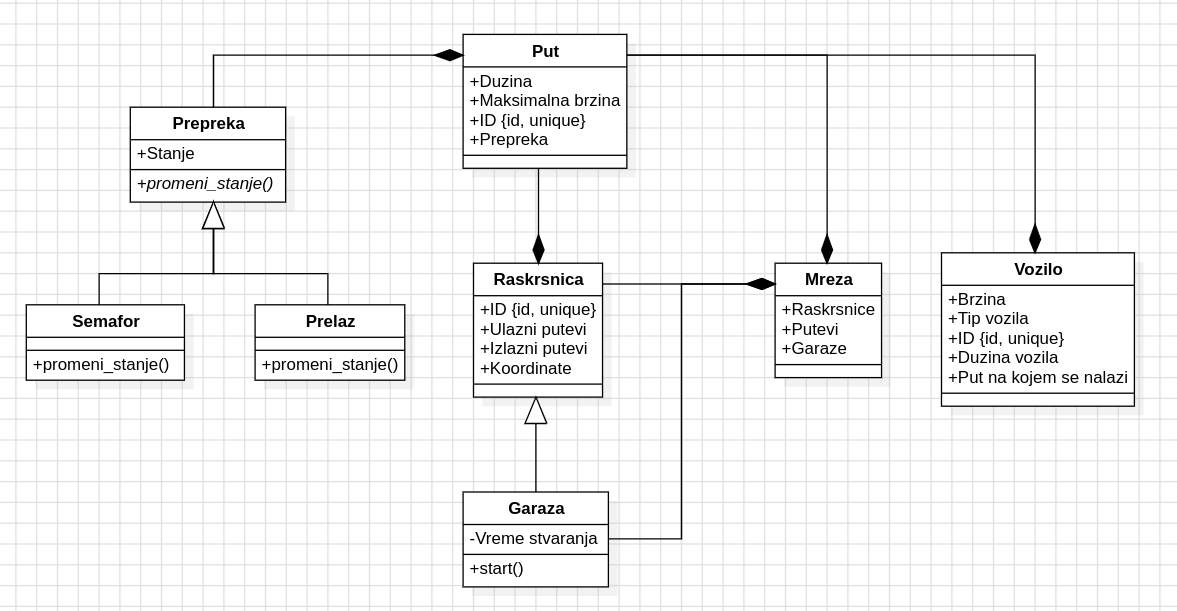 Put
+Duzina
+Maksimalna brzina
+ID {id, unique}
+Prepreka
Prepreka
+Stanje
+promeni_stanje()
Semafor
+promeni_stanje()
Prelaz
+promeni_stanje()
Raskrsnica
+ID {id, unique}
+Ulazni putevi
+Izlazni putevi
+Koordinate
Mreza
+Raskrsnice
+Putevi
+Garaze
Vozilo
+Brzina
+Tip vozila
+ID {id, unique}
+Duzina vozila
+Put na kojem se nalazi
Garaza
-Vreme stvaranja
+start()